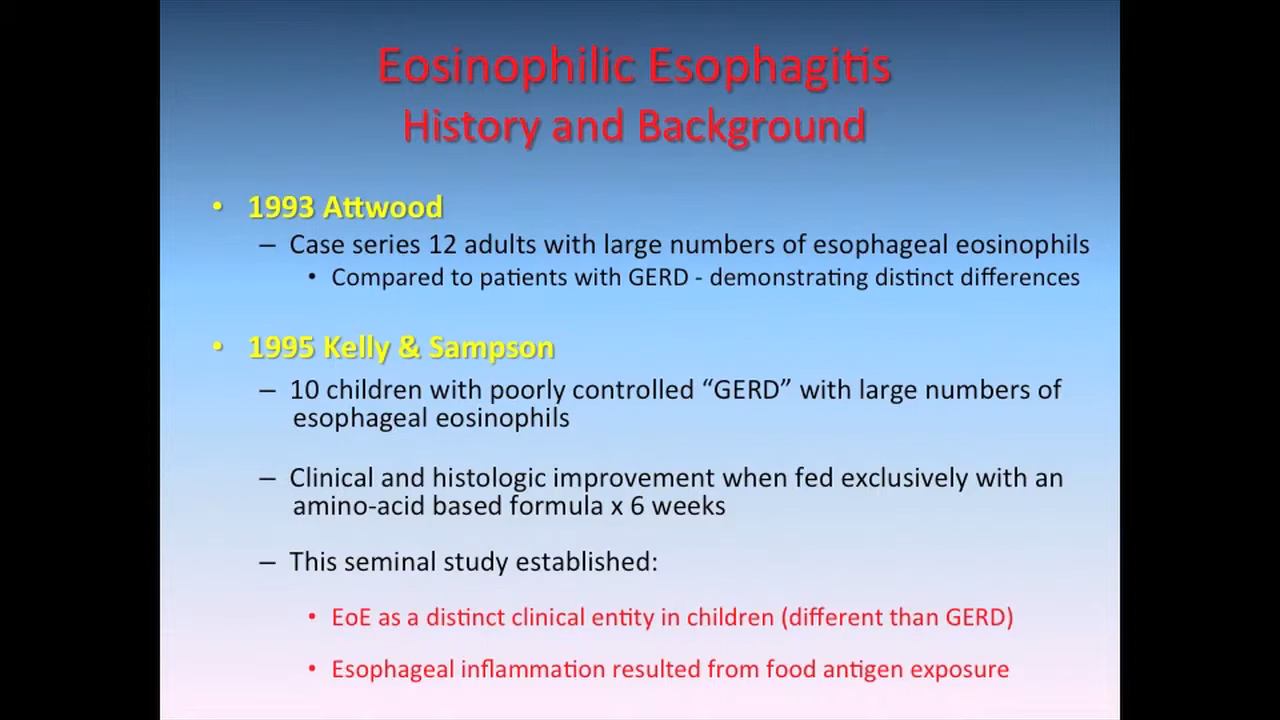 Eosinophilic Esophagitis
History and Background
• 1993 Attwood
– Case series 12 adults with large numbers of esophageal eosinophils
• Compared to patients with GERD - demonstrating distinct differences
• 1995 Kelly & Sampson
– 10 children with poorly controlled “GERD” with large numbers of
esophageal eosinophils
– Clinical and histologic improvement when fed exclusively with an
amino-acid based formula x 6 weeks
– This seminal study established:
• EoE as a distinct clinical entity in children (different than GERD)
• Esophageal inflammation resulted from food antigen exposure